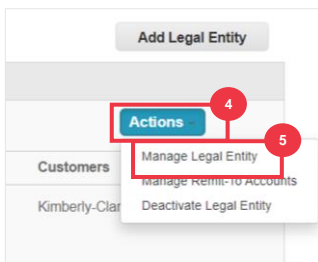 Add Legal Entity
4
Actions
5
Manage Legal Entity
Customers
Manage Remit-To Accounts
Kimberly-Clar
Deactivate Legal Entity